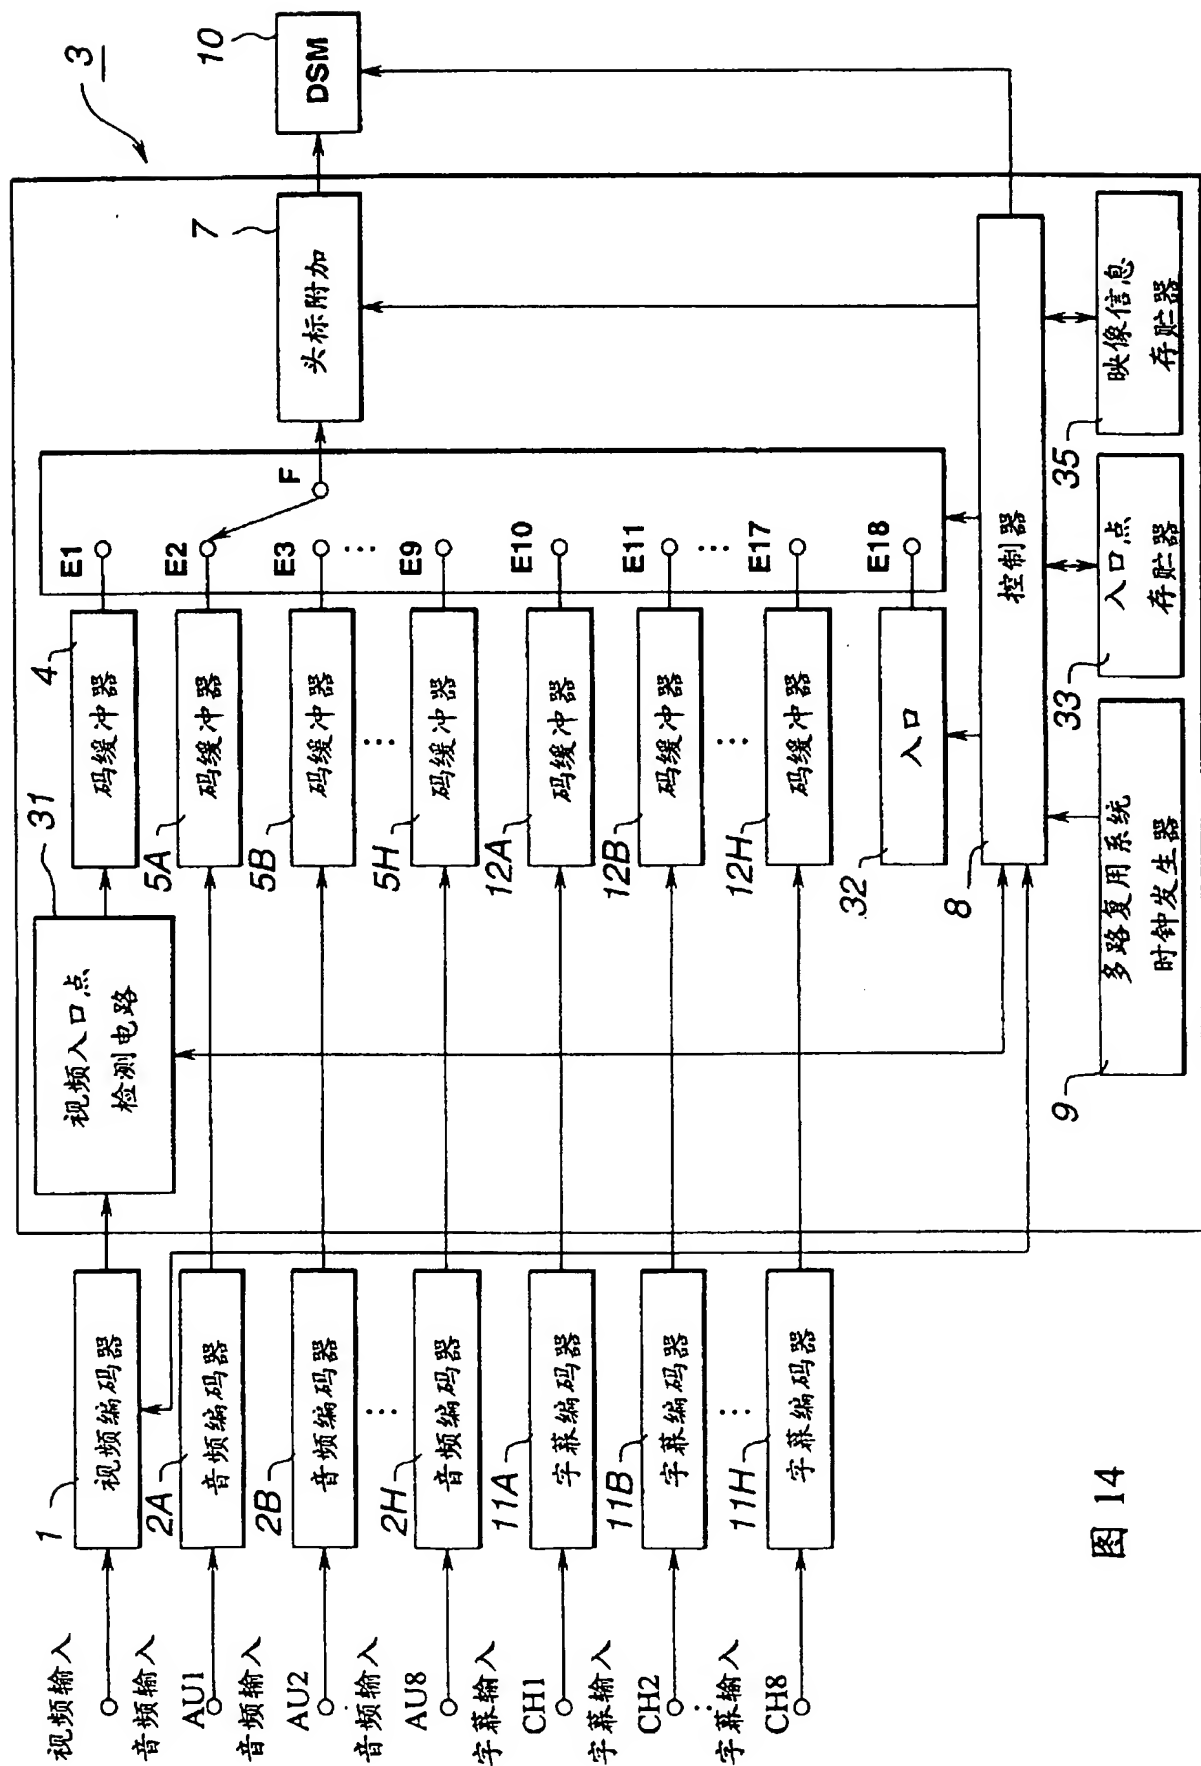 视频输入
音频输入
AU1
音频输入
AU2
音频输入
AU8
字幕输入
CH1
字幕输入
CH2
字幕输入
CH8
1
视频编码器
2A
音频编码器
2B
音频编码器
2H
音频编码器
11A
字幕编码器
11B
字幕编码器
11H
字幕编码器
31
视频入口点
检测电路
4
码缓冲器
5A
码缓冲器
5B
码缓冲器
5H
码缓冲器
12A
码缓冲器
12B
码缓冲器
12H
码缓冲器
32
入口
E1
E2
E3
E9
E10
E11
E17
E18
F
7
头标附加
3
10
DSM
8
控制器
9
多路复用系统
时钟发生器
33
入口点
存贮器
35
映像信息
存贮器
图 14